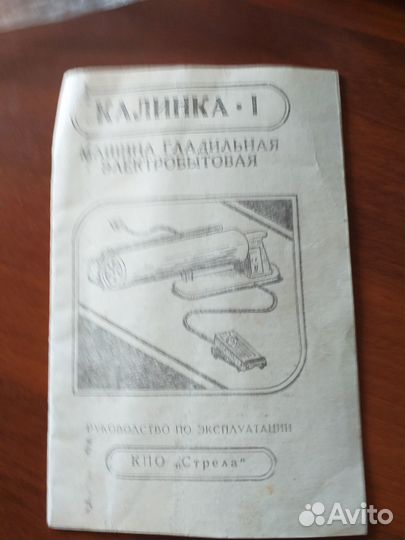 КАЛИНКА - 1
МАШИНА ГЛАДИЛЬНАЯ
ЭЛЕКТРОБЫТОВАЯ
РУКОВОДСТВО ПО ЭКСПЛУАТАЦИИ
КПО „Стрела"
Avito